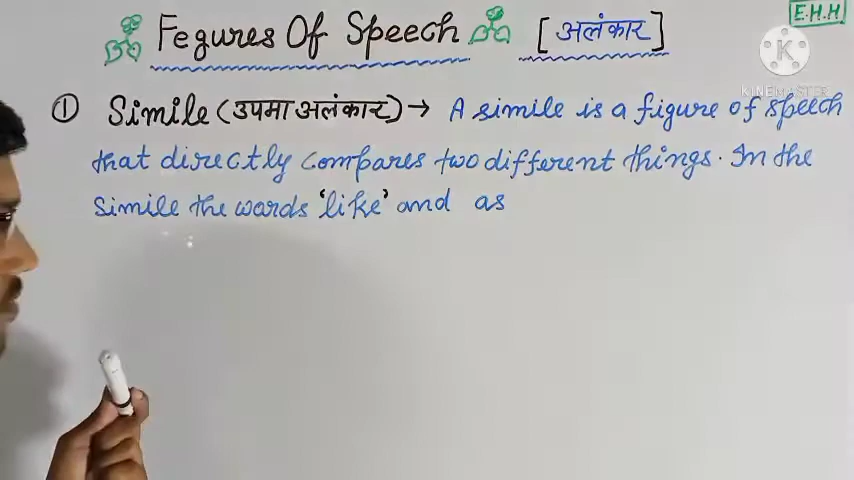 E.H.H
Fegures Of Speech [अलंकार]
K
KINEMASTER
① Simile (उपमा अलंकार) → A simile is a figure of speech
that directly compares two different things. In the
simile the words 'like' and as